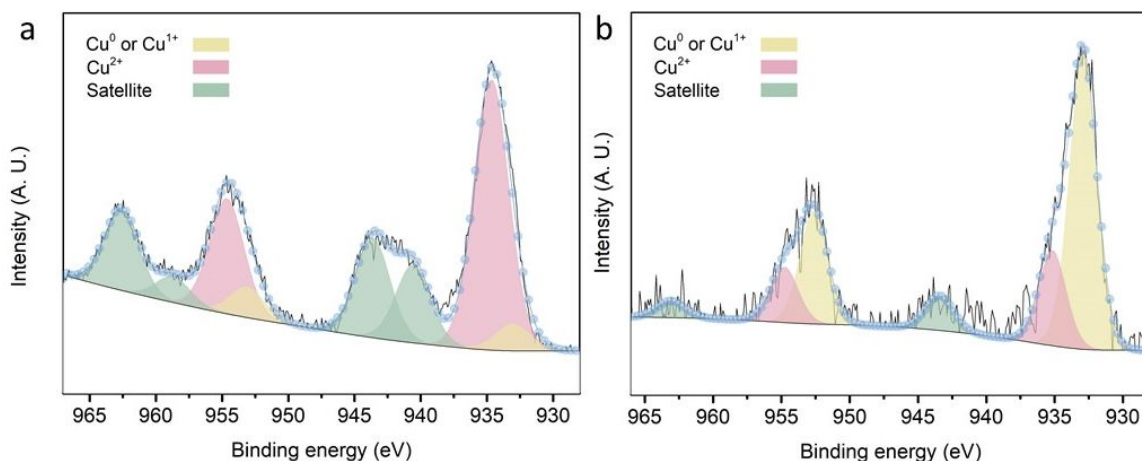 a
Cu⁰ or Cu¹⁺
Cu²⁺
Satellite
Intensity (A. U.)
965 960 955 950 945 940 935 930
Binding energy (eV)
b
Cu⁰ or Cu¹⁺
Cu²⁺
Satellite
Intensity (A. U.)
965 960 955 950 945 940 935 930
Binding energy (eV)